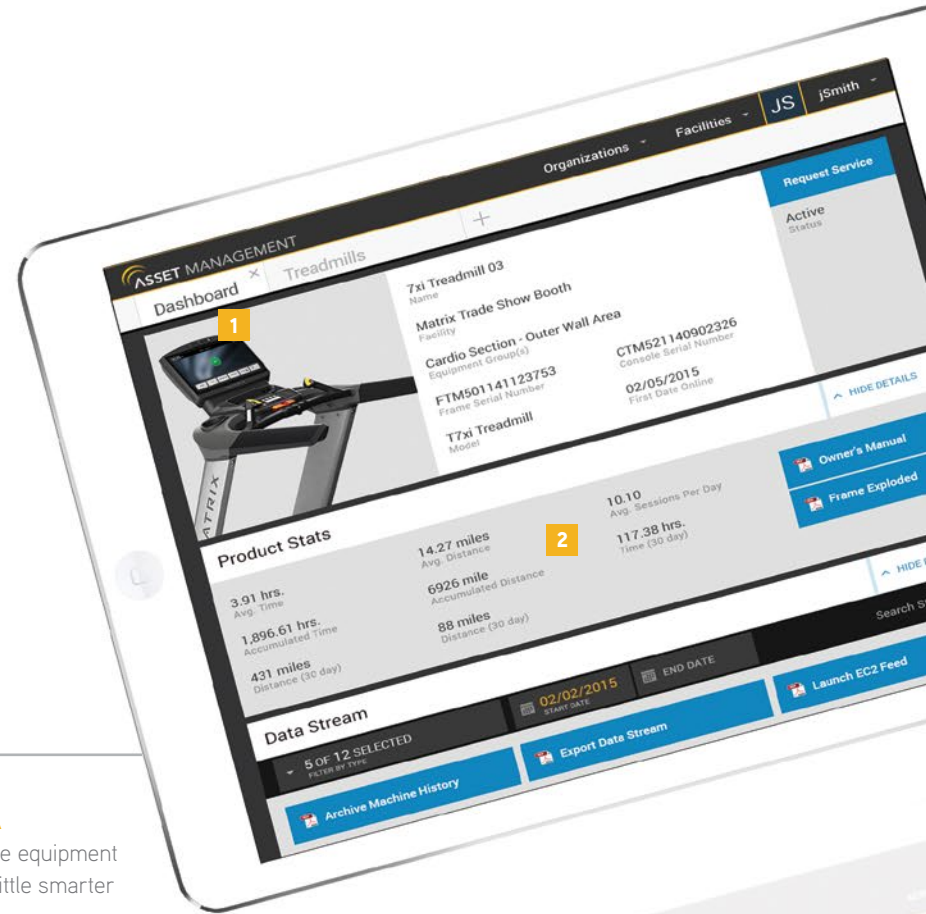 Organizations
Facilities
JS
jSmith
ASSET MANAGEMENT
Dashboard
Treadmills
1
MATRIX
7xi Treadmill 03
Name
Matrix Trade Show Booth
Facility
Cardio Section - Outer Wall Area
Equipment Group(s)
FTM501141123753
Frame Serial Number
CTM521140902326
Console Serial Number
T7xi Treadmill
Model
02/05/2015
First Date Online
Request Service
Active
Status
HIDE DETAILS
Product Stats
3.91 hrs.
Avg. Time
1,896.61 hrs.
Accumulated Time
431 miles
Distance (30 day)
14.27 miles
Avg. Distance
6926 mile
Accumulated Distance
88 miles
Distance (30 day)
2
10.10
Avg. Sessions Per Day
117.38 hrs.
Time (30 day)
Owner's Manual
Frame Exploded
HIDE
Data Stream
5 OF 12 SELECTED
FILTER BY TYPE
02/02/2015
START DATE
END DATE
Search
Archive Machine History
Export Data Stream
Launch EC2 Feed
equipment
ittle smarter